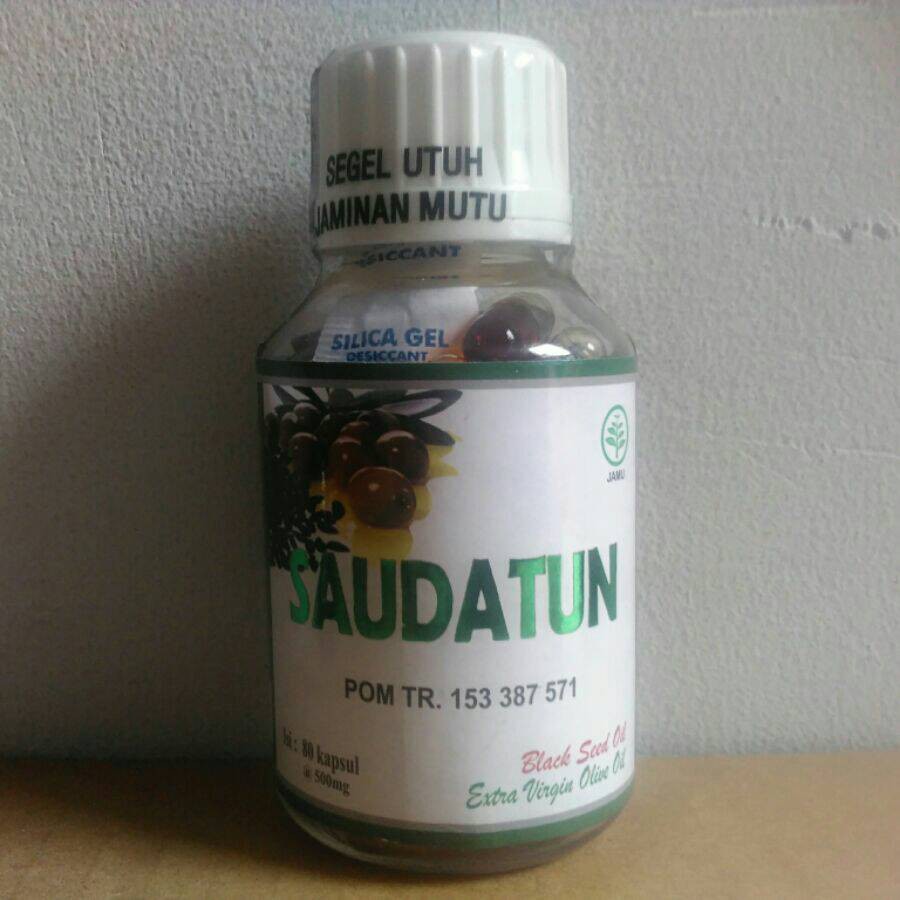 SEGEL UTUH
JAMINAN MUTU
SICCANT
SILICA GEL
DESICCANT
JAMU
SAUDATUN
POM TR. 153 387 571
Isi : 80 kapsul
@ 500mg
Black Seed Oil
Extra Virgin Olive Oil